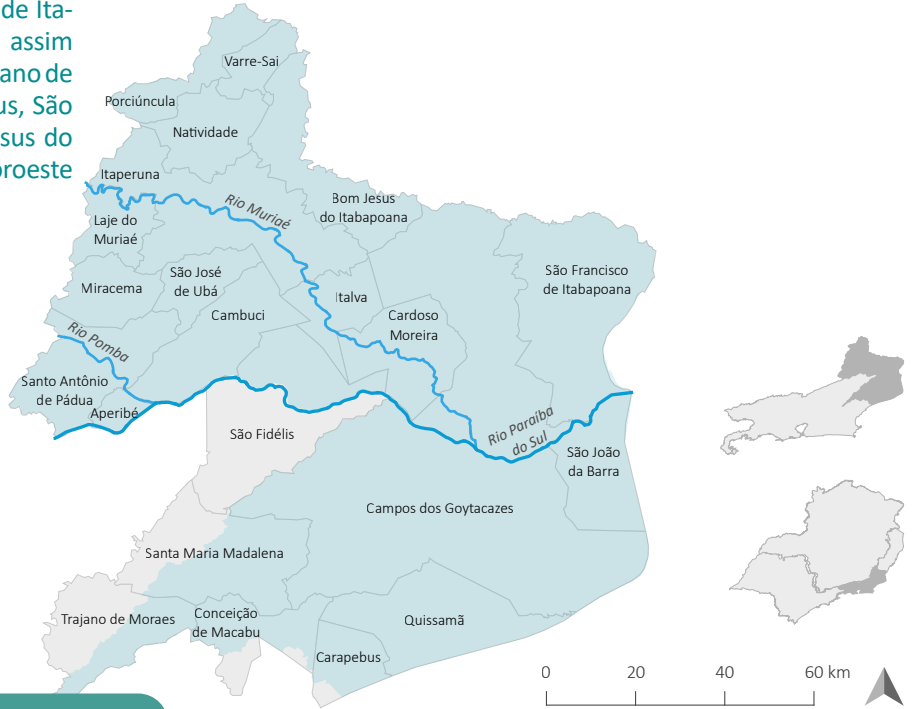 de Ita-
assim
ano de
us, São
sus do
oroeste
Varre-Sai
Porciúncula
Natividade
Itaperuna
Rio Muriaé
Bom Jesus
do Itabapoana
Laje do
Muriaé
São José
de Ubá
Miracema
São Francisco
de Itabapoana
Italva
Cambuci
Cardoso
Moreira
Rio Pomba
Santo Antônio
de Pádua
Aperibé
São Fidélis
Rio Paraiba
do Sul
São João
da Barra
Campos dos Goytacazes
Santa Maria Madalena
Trajano de Moraes
Conceição
de Macabu
Quissamã
Carapebus
0 20 40 60 km